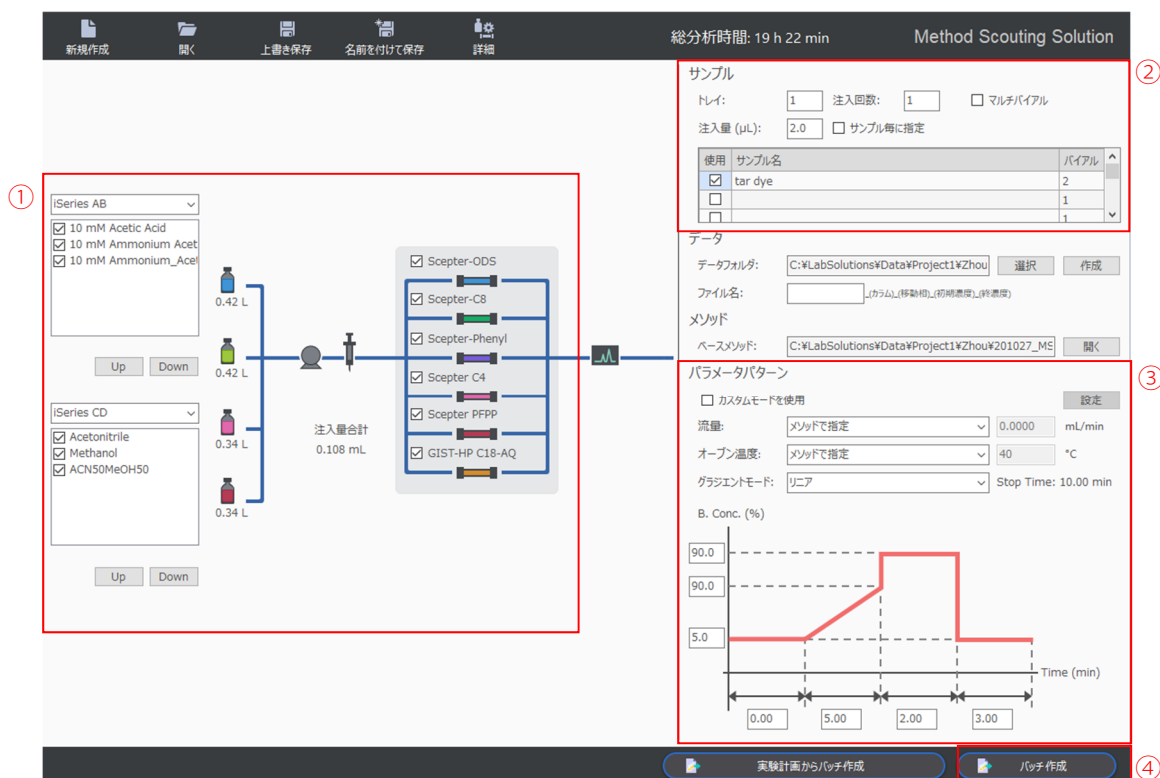 新規作成
開く
上書き保存
名前を付けて保存
詳細
総分析時間: 19 h 22 min
Method Scouting Solution
①
iSeries AB
10 mM Acetic Acid
10 mM Ammonium Acet
10 mM Ammonium_Acet
Up Down
iSeries CD
Acetonitrile
Methanol
ACN50MeOH50
Up Down
0.42 L
0.42 L
0.34 L
0.34 L
注入量合計
0.108 mL
Scepter-ODS
Scepter-C8
Scepter-Phenyl
Scepter C4
Scepter PFPP
GIST-HP C18-AQ
②
サンプル
トレイ: 1 注入回数: 1 マルチバイアル
注入量 (µL): 2.0 サンプル毎に指定
使用 サンプル名 バイアル
tar dye 2
1
1
データ
データフォルダ: C:¥LabSolutions¥Data¥Project1¥Zhou 選択 作成
ファイル名: _(カラム)_(移動相)_(初期濃度)_(終濃度)
メソッド
ベースメソッド: C:¥LabSolutions¥Data¥Project1¥Zhou¥201027_MS 開く
③
パラメータパターン
カスタムモードを使用 設定
流量: メソッドで指定 0.0000 mL/min
オーブン温度: メソッドで指定 40 °C
グラジエントモード: リニア Stop Time: 10.00 min
B. Conc. (%)
90.0
90.0
5.0
Time (min)
0.00 5.00 2.00 3.00
実験計画からバッチ作成
バッチ作成
④